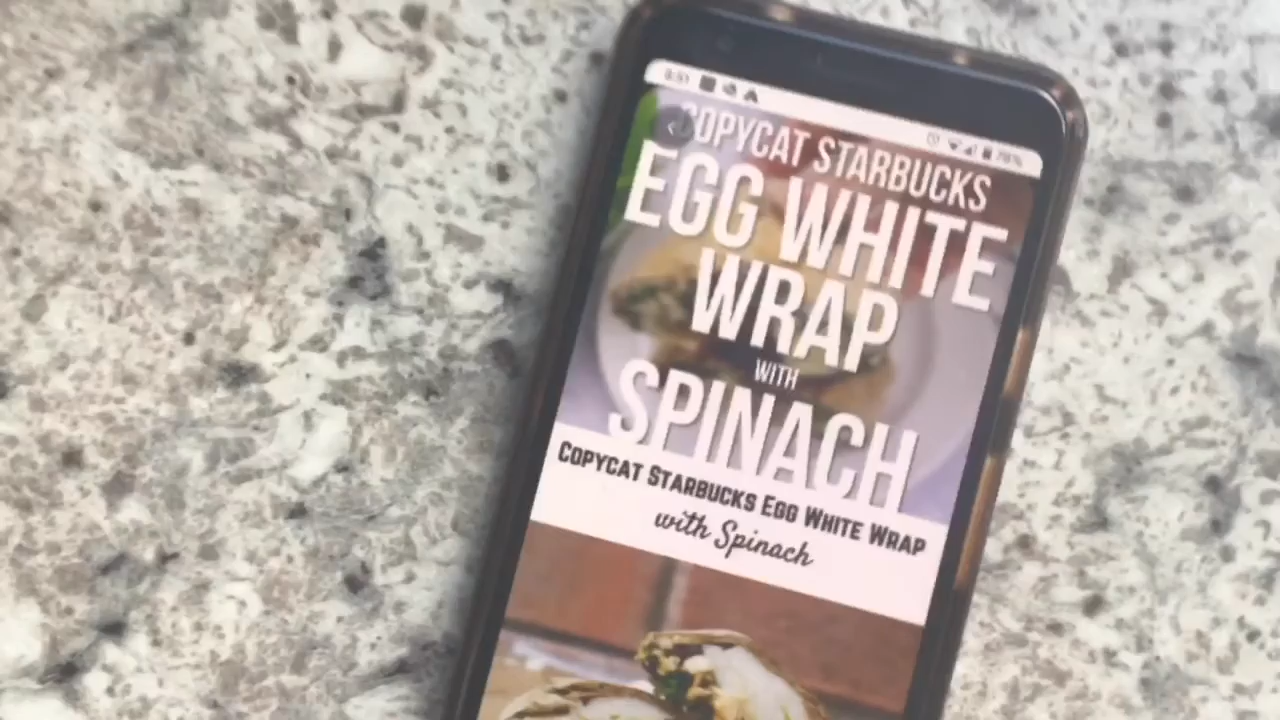 COPYCAT STARBUCKS
EGG WHITE
WRAP
WITH
SPINACH
COPYCAT STARBUCKS EGG WHITE WRAP
with Spinach